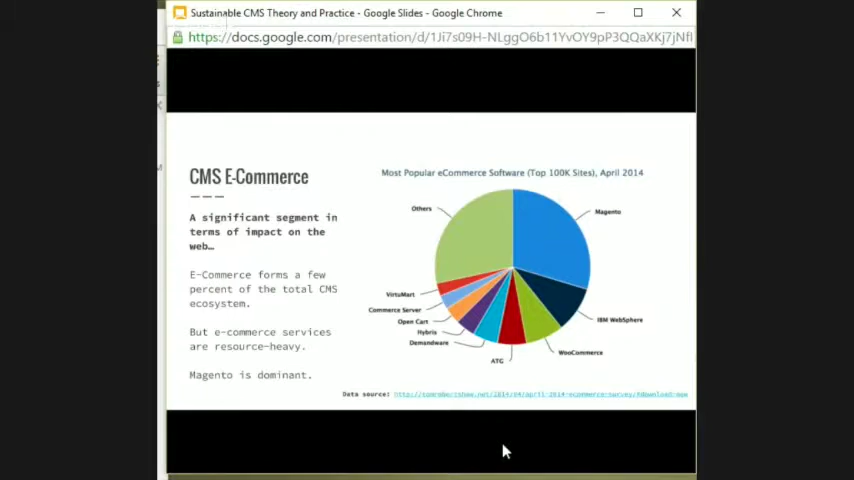 Sustainable CMS Theory and Practice - Google Slides - Google Chrome
https://docs.google.com/presentation/d/1Ji7s09H-NLggO6b11YvOY9pP3QQaXKj7jNfl
CMS E-Commerce
A significant segment in
terms of impact on the
web…
E-Commerce forms a few
percent of the total CMS
ecosystem.
But e-commerce services
are resource-heavy.
Magento is dominant.
Most Popular eCommerce Software (Top 100K Sites), April 2014
Others
Magento
VirtuMart
Commerce Server
Open Cart
Hybris
Demandware
ATG
WooCommerce
IBM WebSphere
Data source: